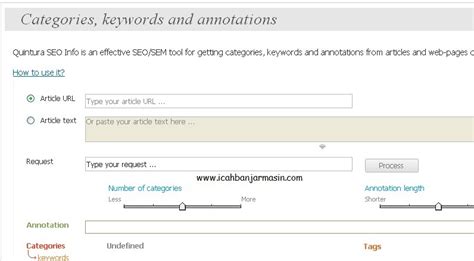 Categories, keywords and annotations
Quintura SEO Info is an effective SEO/SEM tool for getting categories, keywords and annotations from articles and web-pages
How to use it?
Article URL
Type your article URL ...
Article text
Or paste your article text here ...
Request
Type your request ...
Process
www.icahbanjarmasin.com
Number of categories
Annotation length
Less
More
Shorter
Annotation
Categories
Undefined
Tags
keywords